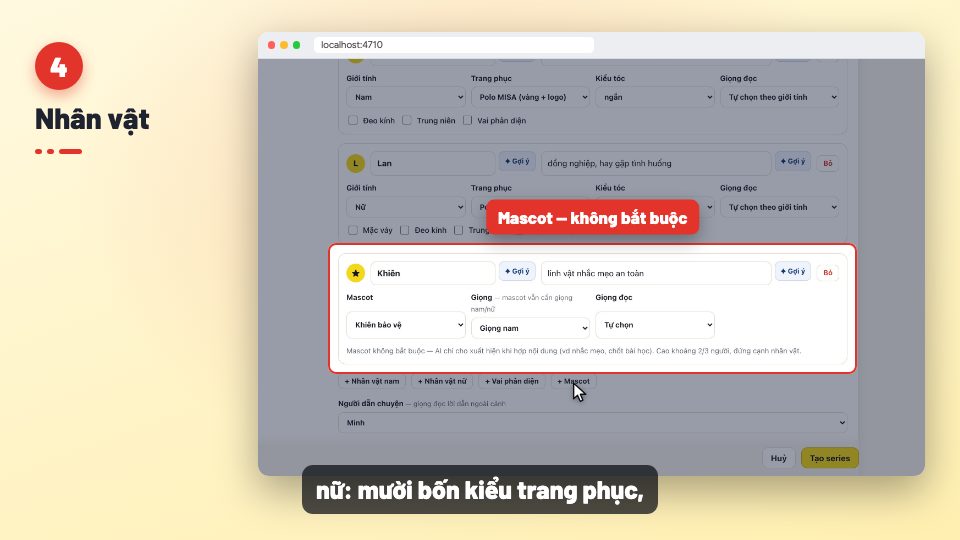 4
Nhân vật
localhost:4710
Giới tính
Trang phục
Kiểu tóc
Giọng đọc
Nam
Polo MISA (vàng + logo)
ngắn
Tự chọn theo giới tính
Đeo kính
Trung niên
Vai phản diện
L
Lan
✦ Gợi ý
đồng nghiệp, hay gặp tình huống
✦ Gợi ý
Bỏ
Giới tính
Trang phục
Kiểu tóc
Giọng đọc
Nữ
Tự chọn theo giới tính
Mặc váy
Đeo kính
Mascot – không bắt buộc
Khiên
✦ Gợi ý
linh vật nhắc mẹo an toàn
✦ Gợi ý
Bỏ
Mascot
Giọng — mascot vẫn cần giọng nam/nữ
Giọng đọc
Khiên bảo vệ
Giọng nam
Tự chọn
Mascot không bắt buộc — AI chỉ cho xuất hiện khi hợp nội dung (vd nhắc mẹo, chốt bài học). Cao khoảng 2/3 người, đứng cạnh nhân vật.
+ Nhân vật nam
+ Nhân vật nữ
+ Vai phản diện
+ Mascot
Người dẫn chuyện — giọng đọc lời dẫn ngoài cảnh
Minh
Huỷ
Tạo series
nữ: mười bốn kiểu trang phục,